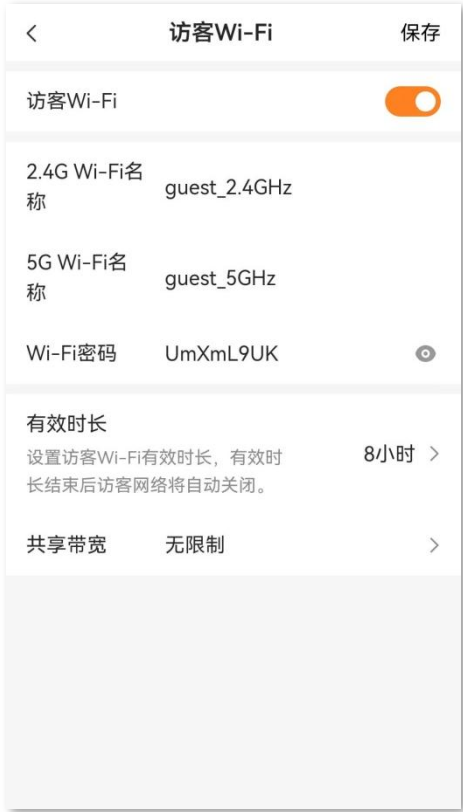 访客Wi-Fi
保存
访客Wi-Fi
2.4G Wi-Fi名
称
guest_2.4GHz
5G Wi-Fi名
称
guest_5GHz
Wi-Fi密码
UmXmL9UK
有效时长
设置访客Wi-Fi有效时长，有效时
长结束后访客网络将自动关闭。
8小时
共享带宽
无限制